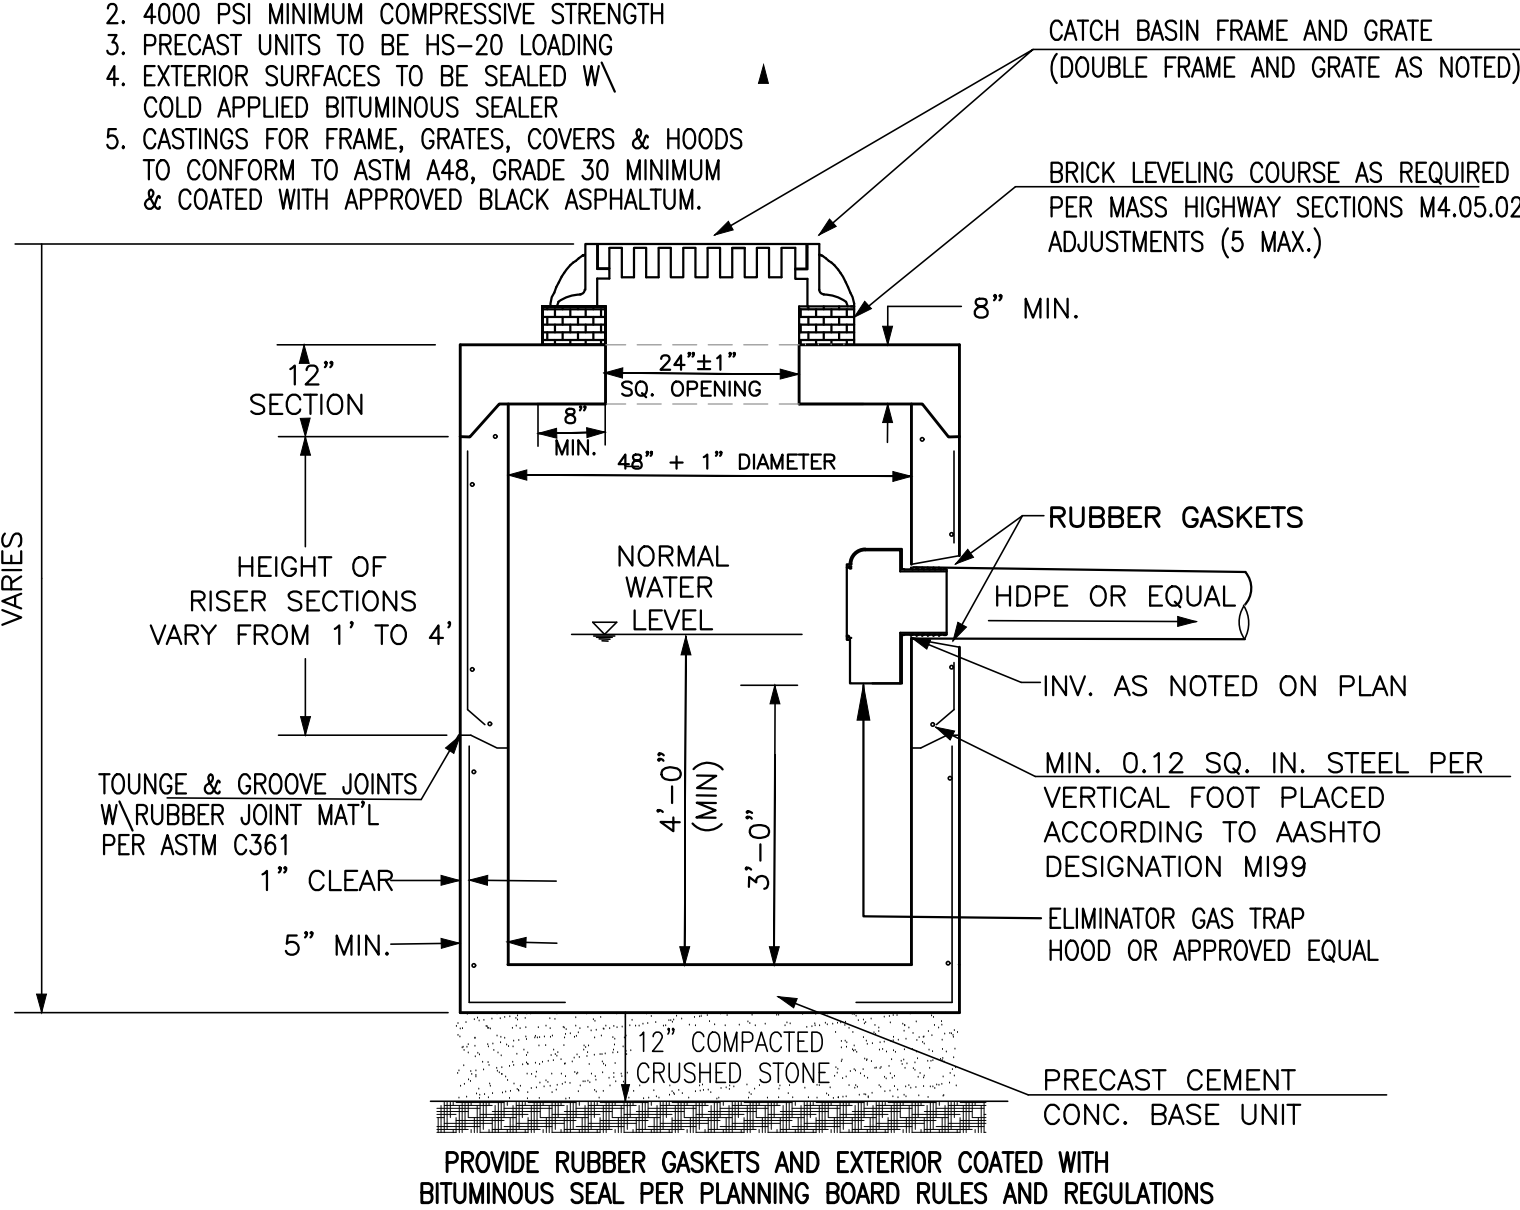 2. 4000 PSI MINIMUM COMPRESSIVE STRENGTH
3. PRECAST UNITS TO BE HS-20 LOADING
4. EXTERIOR SURFACES TO BE SEALED W\
COLD APPLIED BITUMINOUS SEALER
5. CASTINGS FOR FRAME, GRATES, COVERS & HOODS
TO CONFORM TO ASTM A48, GRADE 30 MINIMUM
& COATED WITH APPROVED BLACK ASPHALTUM.
CATCH BASIN FRAME AND GRATE
(DOUBLE FRAME AND GRATE AS NOTED)
BRICK LEVELING COURSE AS REQUIRED
PER MASS HIGHWAY SECTIONS M4.05.02
ADJUSTMENTS (5 MAX.)
8" MIN.
12"
SECTION
24"±1"
SQ. OPENING
8"
MIN.
48" + 1" DIAMETER
VARIES
HEIGHT OF
RISER SECTIONS
VARY FROM 1' TO 4'
NORMAL
WATER
LEVEL
RUBBER GASKETS
HDPE OR EQUAL
INV. AS NOTED ON PLAN
4'-0"
(MIN)
3'-0"
TOUNGE & GROOVE JOINTS
W\RUBBER JOINT MAT'L
PER ASTM C361
1" CLEAR
5" MIN.
MIN. 0.12 SQ. IN. STEEL PER
VERTICAL FOOT PLACED
ACCORDING TO AASHTO
DESIGNATION MI99
ELIMINATOR GAS TRAP
HOOD OR APPROVED EQUAL
12" COMPACTED
CRUSHED STONE
PRECAST CEMENT
CONC. BASE UNIT
PROVIDE RUBBER GASKETS AND EXTERIOR COATED WITH
BITUMINOUS SEAL PER PLANNING BOARD RULES AND REGULATIONS